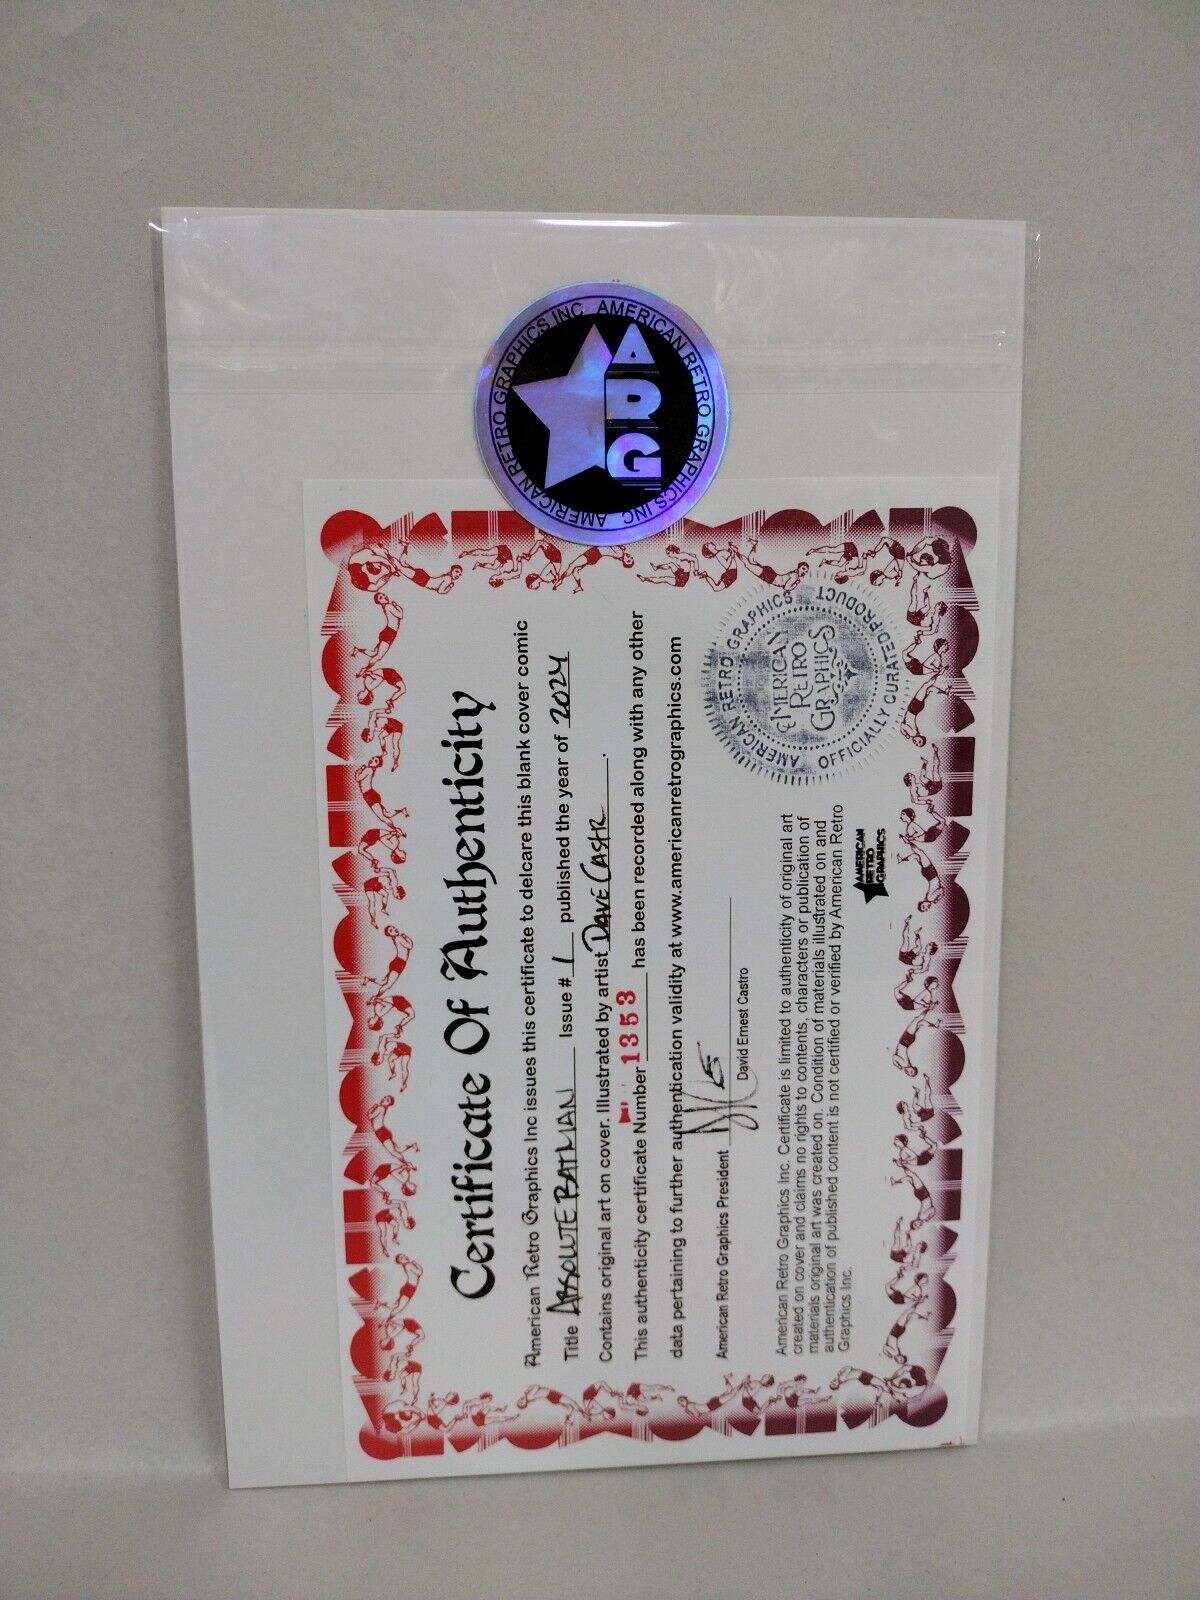 AMERICAN RETRO GRAPHICS INC. AMERICAN RETRO GRAPHICS INC.
ARG
Certificate Of Authenticity
American Retro Graphics Inc issues this certificate to delcare this blank cover comic
Title ABSOLUTE BATMAN Issue # 1 published the year of 2024
Contains original art on cover. Illustrated by artist DAVE CASTR.
This authenticity certificate Number 1353 has been recorded along with any other
data pertaining to further authentication validity at www.americanretrographics.com
American Retro Graphics President
David Ernest Castro
American Retro Graphics Inc. Certificate is limited to authenticity of original art
created on cover and claims no rights to contents, characters or publication of
materials original art was created on. Condition of materials illustrated on and
authentication of published content is not certified or verified by American Retro
Graphics Inc.
AMERICAN
RETRO
GRAPHICS
AMERICAN RETRO GRAPHICS
AMERICAN
RETRO
GRAPHICS
OFFICIALLY CURATED PRODUCT